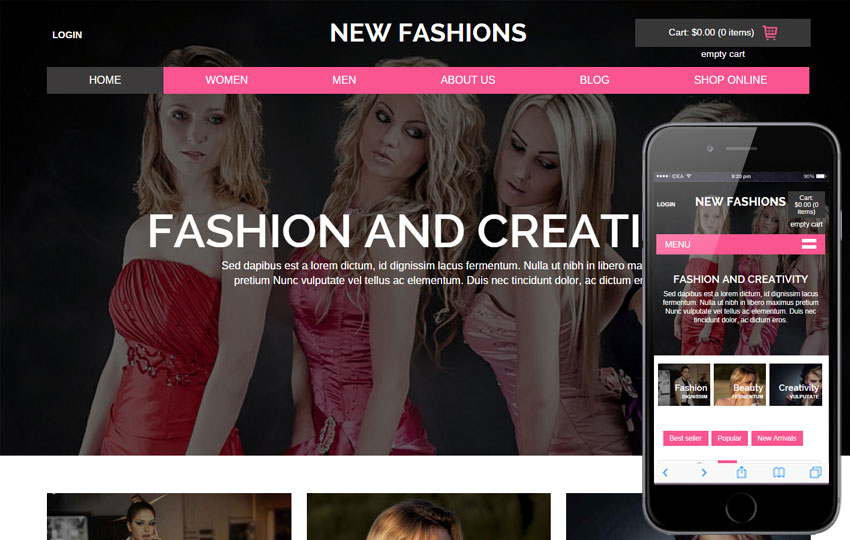 LOGIN
NEW FASHIONS
Cart: $0.00 (0 items)
empty cart
HOME
WOMEN
MEN
ABOUT US
BLOG
SHOP ONLINE
FASHION AND CREATI
Sed dapibus est a lorem dictum, id dignissim lacus fermentum. Nulla ut nibh in libero ma
pretium Nunc vulputate vel tellus ac elementum. Duis nec tincidunt dolor, ac dictum er
IDEA
9:20 pm
90%
LOGIN
NEW FASHIONS
Cart:
$0.00 (0
items)
empty cart
MENU
FASHION AND CREATIVITY
Sed dapibus est a lorem dictum, id dignissim lacus
fermentum. Nulla ut nibh in libero maximus pretium
Nunc vulputate vel tellus ac elementum. Duis nec
tincidunt dolor, ac dictum eros.
Fashion
DIGNISSIM
Beauty
FERMENTUM
Creativity
VULPUTATE
Best seller
Popular
New Arrivals